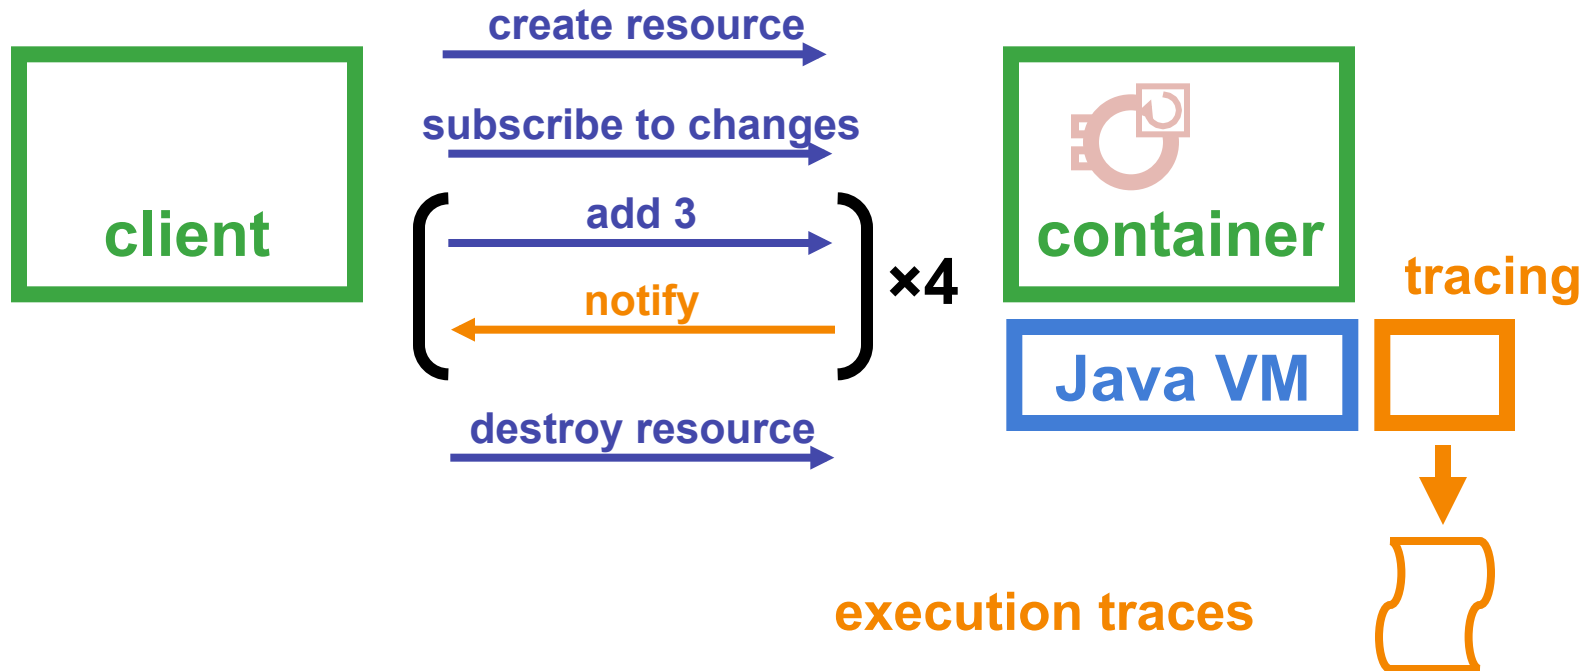 create resource
subscribe to changes
add 3
client
container
×4
tracing
notify
Java VM
destroy resource
execution traces